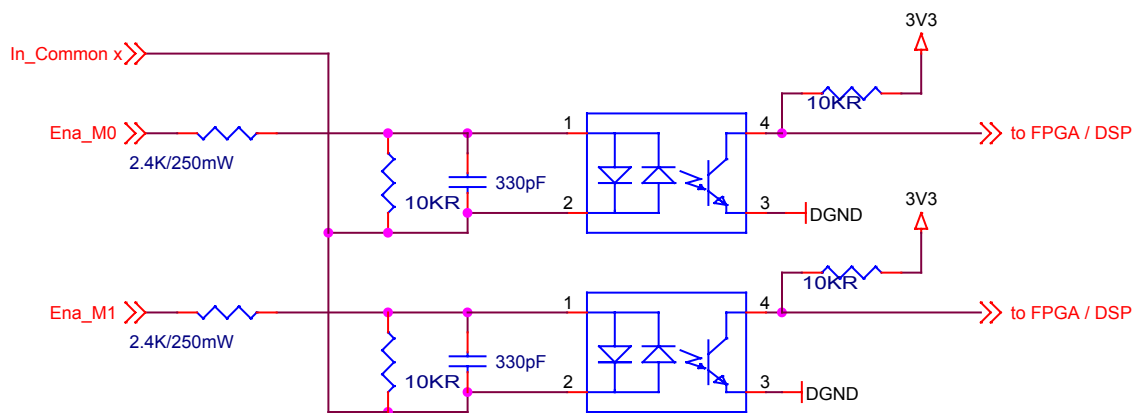 3V3
In_Common x
10KR
Ena_M0
1
4
to FPGA / DSP
2.4K/250mW
330pF
10KR
2
3
DGND
3V3
10KR
Ena_M1
1
4
to FPGA / DSP
2.4K/250mW
330pF
10KR
2
3
DGND